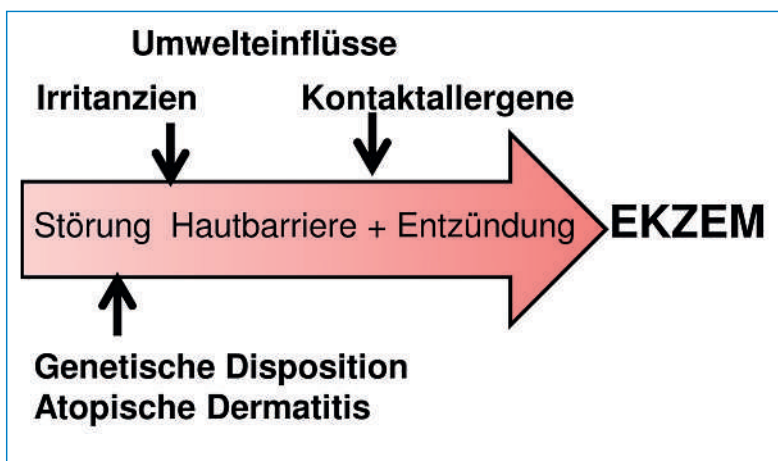 Umwelteinflüsse
Irritanzien Kontaktallergene
Störung Hautbarriere + Entzündung EKZEM
Genetische Disposition
Atopische Dermatitis